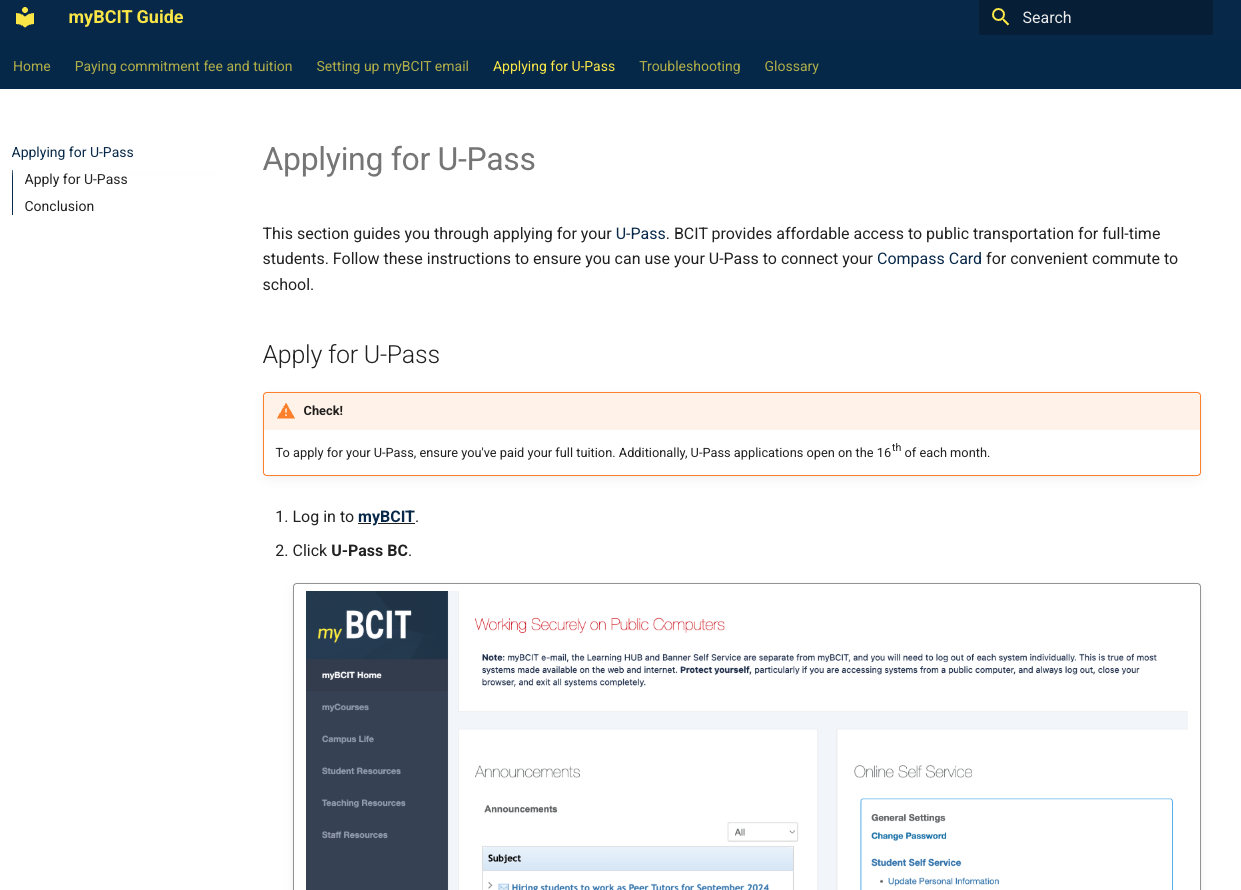 myBCIT Guide
Search
Home Paying commitment fee and tuition Setting up myBCIT email Applying for U-Pass Troubleshooting Glossary
Applying for U-Pass
Apply for U-Pass
Conclusion
Applying for U-Pass
This section guides you through applying for your U-Pass. BCIT provides affordable access to public transportation for full-time
students. Follow these instructions to ensure you can use your U-Pass to connect your Compass Card for convenient commute to
school.
Apply for U-Pass
Check!
To apply for your U-Pass, ensure you've paid your full tuition. Additionally, U-Pass applications open on the 16th of each month.
1. Log in to myBCIT.
2. Click U-Pass BC.
my BCIT
myBCIT Home
myCourses
Campus Life
Student Resources
Teaching Resources
Staff Resources
Working Securely on Public Computers
Note: myBCIT e-mail, the Learning HUB and Banner Self Service are separate from myBCIT, and you will need to log out of each system individually. This is true of most
systems made available on the web and internet. Protect yourself, particularly if you are accessing systems from a public computer, and always log out, close your
browser, and exit all systems completely.
Announcements
Announcements
All
Subject
Hiring students to work as Peer Tutors for September 2024
Online Self Service
General Settings
Change Password
Student Self Service
• Update Personal Information